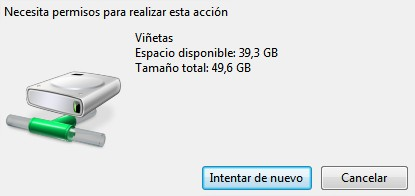 Necesita permisos para realizar esta acción
Viñetas
Espacio disponible: 39,3 GB
Tamaño total: 49,6 GB
Intentar de nuevo
Cancelar